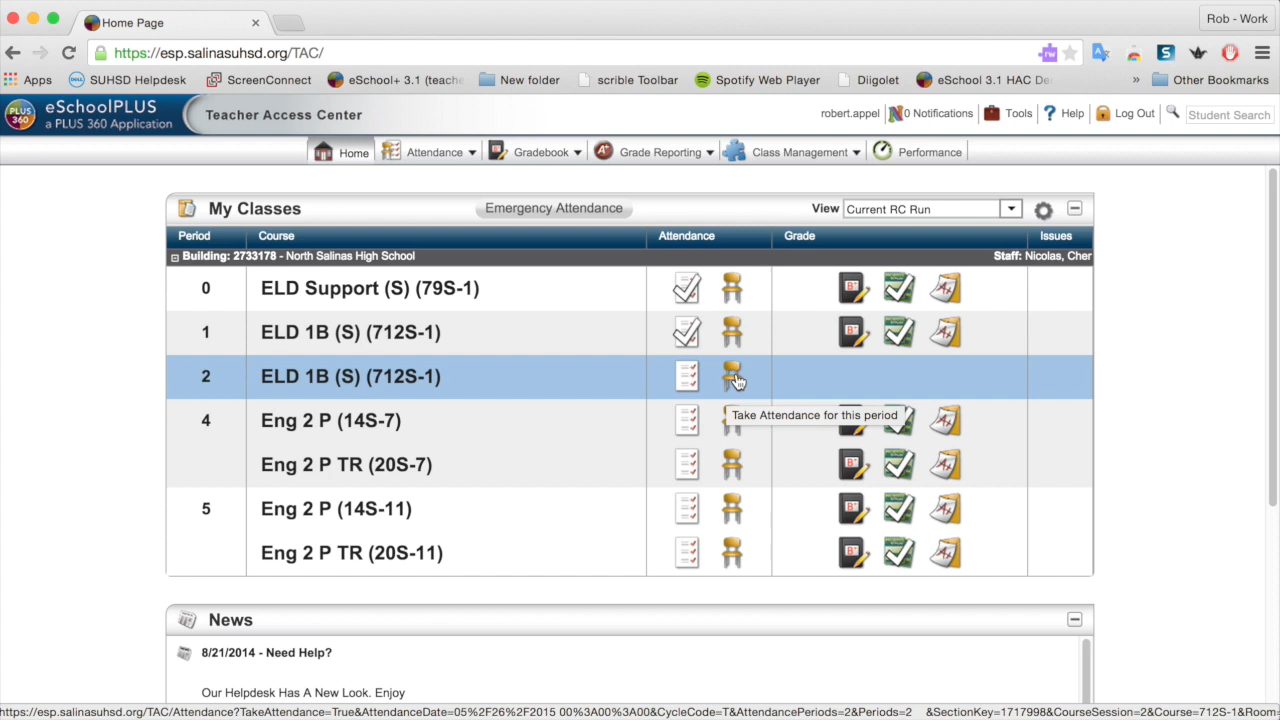 Home Page
Rob - Work
https://esp.salinasuhsd.org/TAC/
Apps SUHSD Helpdesk ScreenConnect eSchool+ 3.1 (teac New folder scrible Toolbar Spotify Web Player Diigolet eSchool 3.1 HAC De » Other Bookmarks
PLUS 360 eSchoolPLUS
a PLUS 360 Application
Teacher Access Center
robert.appel 0 Notifications Tools Help Log Out Student Search
Home Attendance Gradebook Grade Reporting Class Management Performance
My Classes Emergency Attendance View Current RC Run
Period Course Attendance Grade Issues
Building: 2733178 - North Salinas High School Staff: Nicolas, Cher
0 ELD Support (S) (79S-1)
1 ELD 1B (S) (712S-1)
2 ELD 1B (S) (712S-1)
Take Attendance for this period
4 Eng 2 P (14S-7)
Eng 2 P TR (20S-7)
5 Eng 2 P (14S-11)
Eng 2 P TR (20S-11)
News
8/21/2014 - Need Help?
Our Helpdesk Has A New Look. Enjoy
https://esp.salinasuhsd.org/TAC/Attendance?TakeAttendance=True&AttendanceDate=05%2F26%2F2015 00%3A00%3A00&CycleCode=T&AttendancePeriods=2&Periods=2 &SectionKey=1717998&CourseSession=2&Course=712S-1&Room